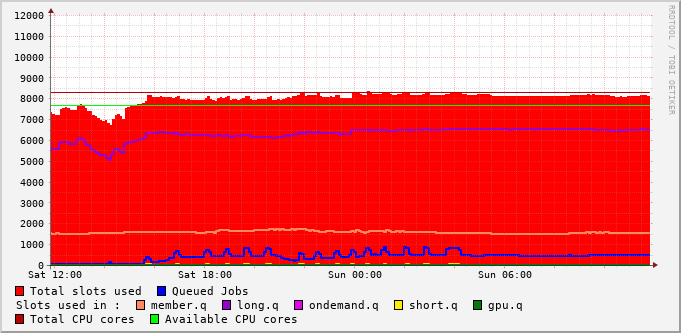 12000
11000
10000
9000
8000
7000
6000
5000
4000
3000
2000
1000
0
Sat 12:00 Sat 18:00 Sun 00:00 Sun 06:00
Total slots used Queued Jobs
Slots used in : member.q long.q ondemand.q short.q gpu.q
Total CPU cores Available CPU cores
RRDTOOL / TOBI OETIKER